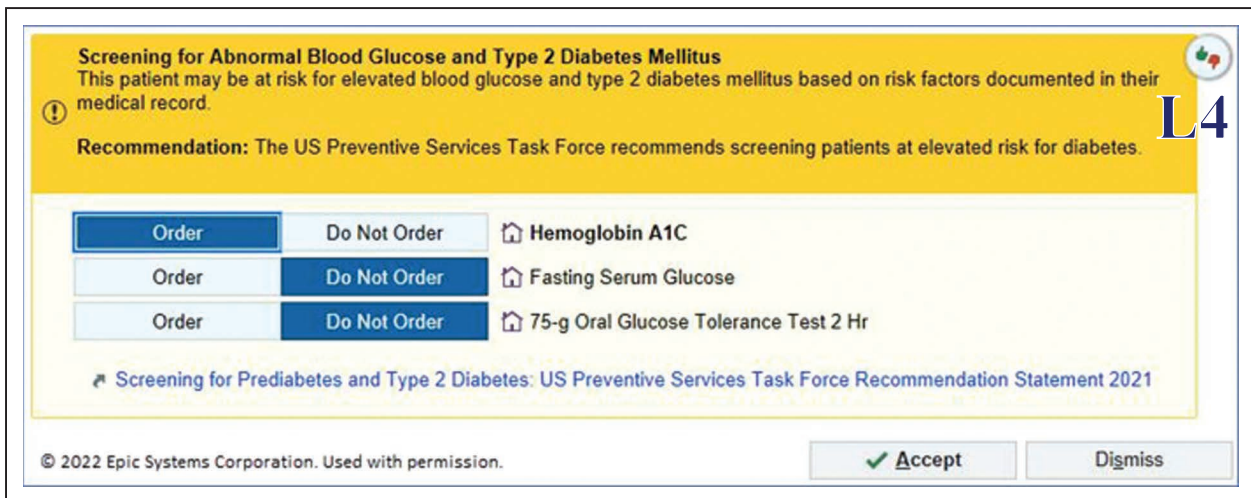 Screening for Abnormal Blood Glucose and Type 2 Diabetes Mellitus
This patient may be at risk for elevated blood glucose and type 2 diabetes mellitus based on risk factors documented in their
medical record.
L4
Recommendation: The US Preventive Services Task Force recommends screening patients at elevated risk for diabetes.
Order Do Not Order Hemoglobin A1C
Order Do Not Order Fasting Serum Glucose
Order Do Not Order 75-g Oral Glucose Tolerance Test 2 Hr
Screening for Prediabetes and Type 2 Diabetes: US Preventive Services Task Force Recommendation Statement 2021
© 2022 Epic Systems Corporation. Used with permission. Accept Dismiss